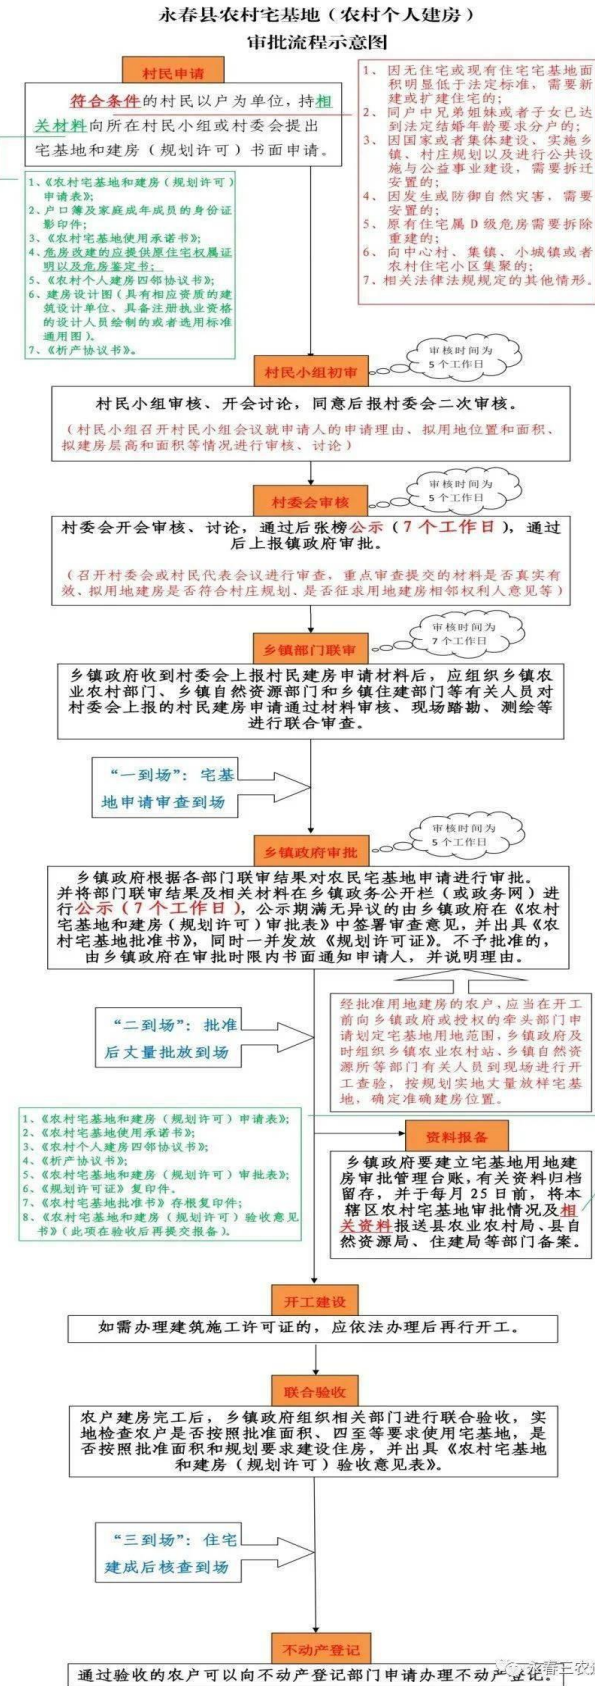 永春县农村宅基地（农村个人建房）
审批流程示意图
村民申请
符合条件的村民以户为单位，持相
关材料向所在村民小组或村委会提出
宅基地和建房（规划许可）书面申请。
1、因无住宅或现有住宅宅基地面
积明显低于法定标准，需要新
建或扩建住宅的；
2、同户中兄弟姐妹或者子女已达
到法定结婚年龄要求分户的；
3、因国家或者集体建设、实施乡
镇、村庄规划以及进行公共设
施与公益事业建设，需要拆迁
安置的；
4、因发生或防御自然灾害，需要
安置的；
5、原有住宅属 D 级危房需要拆除
重建的；
6、向中心村、集镇、小城镇或者
农村住宅小区集聚的；
7、相关法律法规规定的其他情形。
1、《农村宅基地和建房（规划许可）
申请表》；
2、户口簿及家庭成年成员的身份证
影印件；
3、《农村宅基地使用承诺书》；
4、危房改建的应提供原住宅权属证
明以及危房鉴定书；
5、《农村个人建房四邻协议书》；
6、建房设计图（具有相应资质的建
筑设计单位、具备注册执业资格
的设计人员绘制的或者选用标准
通用图）。
7、《析产协议书》。
审核时间为
5 个工作日
村民小组初审
村民小组审核、开会讨论，同意后报村委会二次审核。
（村民小组召开村民小组会议就申请人的申请理由、拟用地位置和面积、
拟建房层高和面积等情况进行审核、讨论）
审核时间为
5 个工作日
村委会审核
村委会开会审核、讨论，通过后张榜公示（7 个工作日），通过
后上报镇政府审批。
（召开村委会或村民代表会议进行审查，重点审查提交的材料是否真实有
效、拟用地建房是否符合村庄规划、是否征求用地建房相邻权利人意见等）
审核时间为
7 个工作日
乡镇部门联审
乡镇政府收到村委会上报村民建房申请材料后，应组织乡镇农
业农村部门、乡镇自然资源部门和乡镇住建部门等有关人员对
村委会上报的村民建房申请通过材料审核、现场踏勘、测绘等
进行联合审查。
“一到场”：宅基
地申请审查到场
审核时间为
5 个工作日
乡镇政府审批
乡镇政府根据各部门联审结果对农民宅基地申请进行审批。
并将部门联审结果及相关材料在乡镇政务公开栏（或政务网）进
行公示（7 个工作日），公示期满无异议的由乡镇政府在《农村
宅基地和建房（规划许可）审批表》中签署审查意见，并出具《农
村宅基地批准书》，同时一并发放《规划许可证》。不予批准的，
由乡镇政府在审批时限内书面通知申请人，并说明理由。
经批准用地建房的农户，应当在开工
前向乡镇政府或授权的牵头部门申
请划定宅基地用地范围，乡镇政府及
时组织乡镇农业农村站、乡镇自然资
源所等部门有关人员到现场进行开
工查验，按规划实地丈量放样宅基
地，确定准确建房位置。
“二到场”：批准
后丈量批放到场
1、《农村宅基地和建房（规划许可）申请表》；
2、《农村宅基地使用承诺书》；
3、《农村个人建房四邻协议书》；
4、《析产协议书》；
5、《农村宅基地和建房（规划许可）审批表》；
6、《规划许可证》复印件。
7、《农村宅基地批准书》存根复印件；
8、《农村宅基地和建房（规划许可）验收意见
书》（此项在验收后再提交报备）。
资料报备
乡镇政府要建立宅基地用地建
房审批管理台账，有关资料归档
留存，并于每月 25 日前，将本
辖区农村宅基地审批情况及相
关资料报送县农业农村局、县自
然资源局、住建局等部门备案。
开工建设
如需办理建筑施工许可证的，应依法办理后再行开工。
联合验收
农户建房完工后，乡镇政府组织相关部门进行联合验收，实
地检查农户是否按照批准面积、四至等要求使用宅基地，是
否按照批准面积和规划要求建设住房，并出具《农村宅基地
和建房（规划许可）验收意见表》。
“三到场”：住宅
建成后核查到场
不动产登记
永春三农
通过验收的农户可以向不动产登记部门申请办理不动产登记。